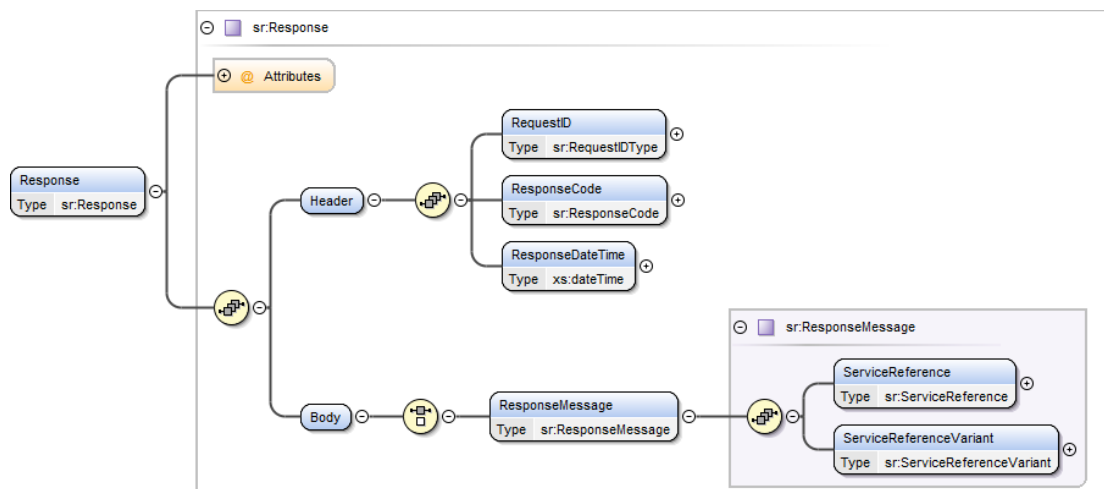 sr:Response
@ Attributes
RequestID
Type sr:RequestIDType
Response
Type sr:Response
Header
ResponseCode
Type sr:ResponseCode
ResponseDateTime
Type xs:dateTime
sr:ResponseMessage
ServiceReference
Type sr:ServiceReference
Body
ResponseMessage
Type sr:ResponseMessage
ServiceReferenceVariant
Type sr:ServiceReferenceVariant